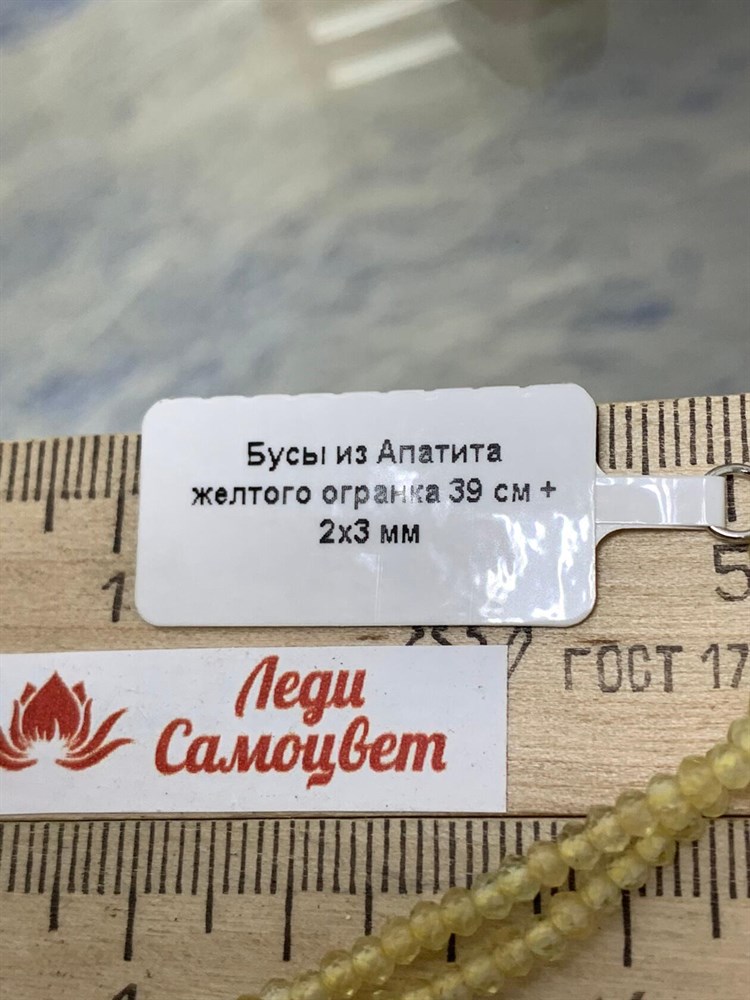 Бусы из Апатита
желтого огранка 39 см +
2х3 мм
1
5
ГОСТ 17
Леди
Самоцвет